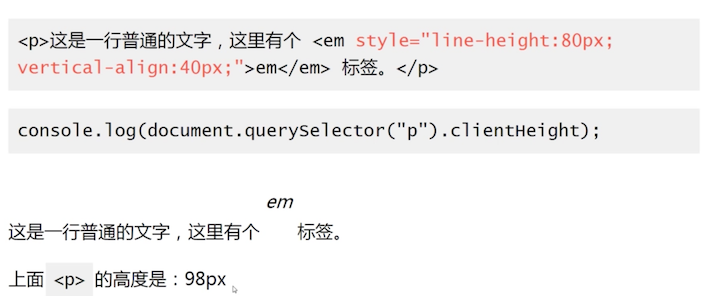 <p>这是一行普通的文字，这里有个 <em style="line-height:80px;
vertical-align:40px;">em</em> 标签。</p>
console.log(document.querySelector("p").clientHeight);
em
这是一行普通的文字，这里有个 标签。
上面 <p> 的高度是：98px